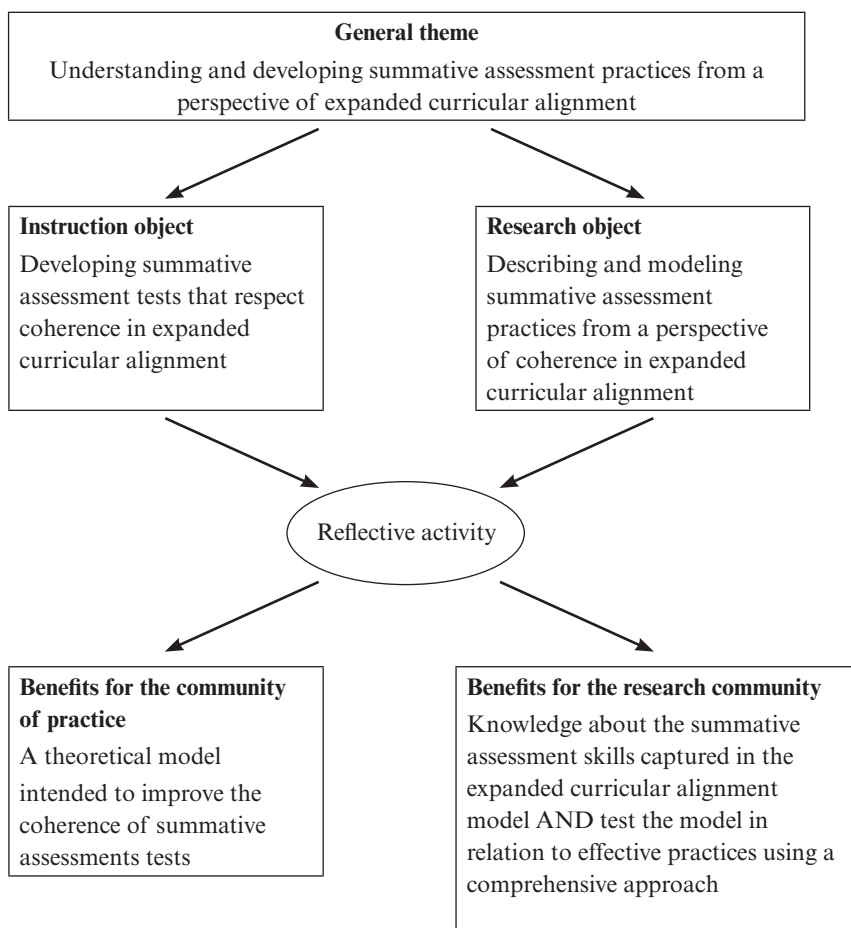 General theme
Understanding and developing summative assessment practices from a
perspective of expanded curricular alignment
Instruction object
Developing summative
assessment tests that respect
coherence in expanded
curricular alignment
Research object
Describing and modeling
summative assessment
practices from a perspective
of coherence in expanded
curricular alignment
Reflective activity
Benefits for the community
of practice
A theoretical model
intended to improve the
coherence of summative
assessments tests
Benefits for the research community
Knowledge about the summative
assessment skills captured in the
expanded curricular alignment
model AND test the model in
relation to effective practices using a
comprehensive approach